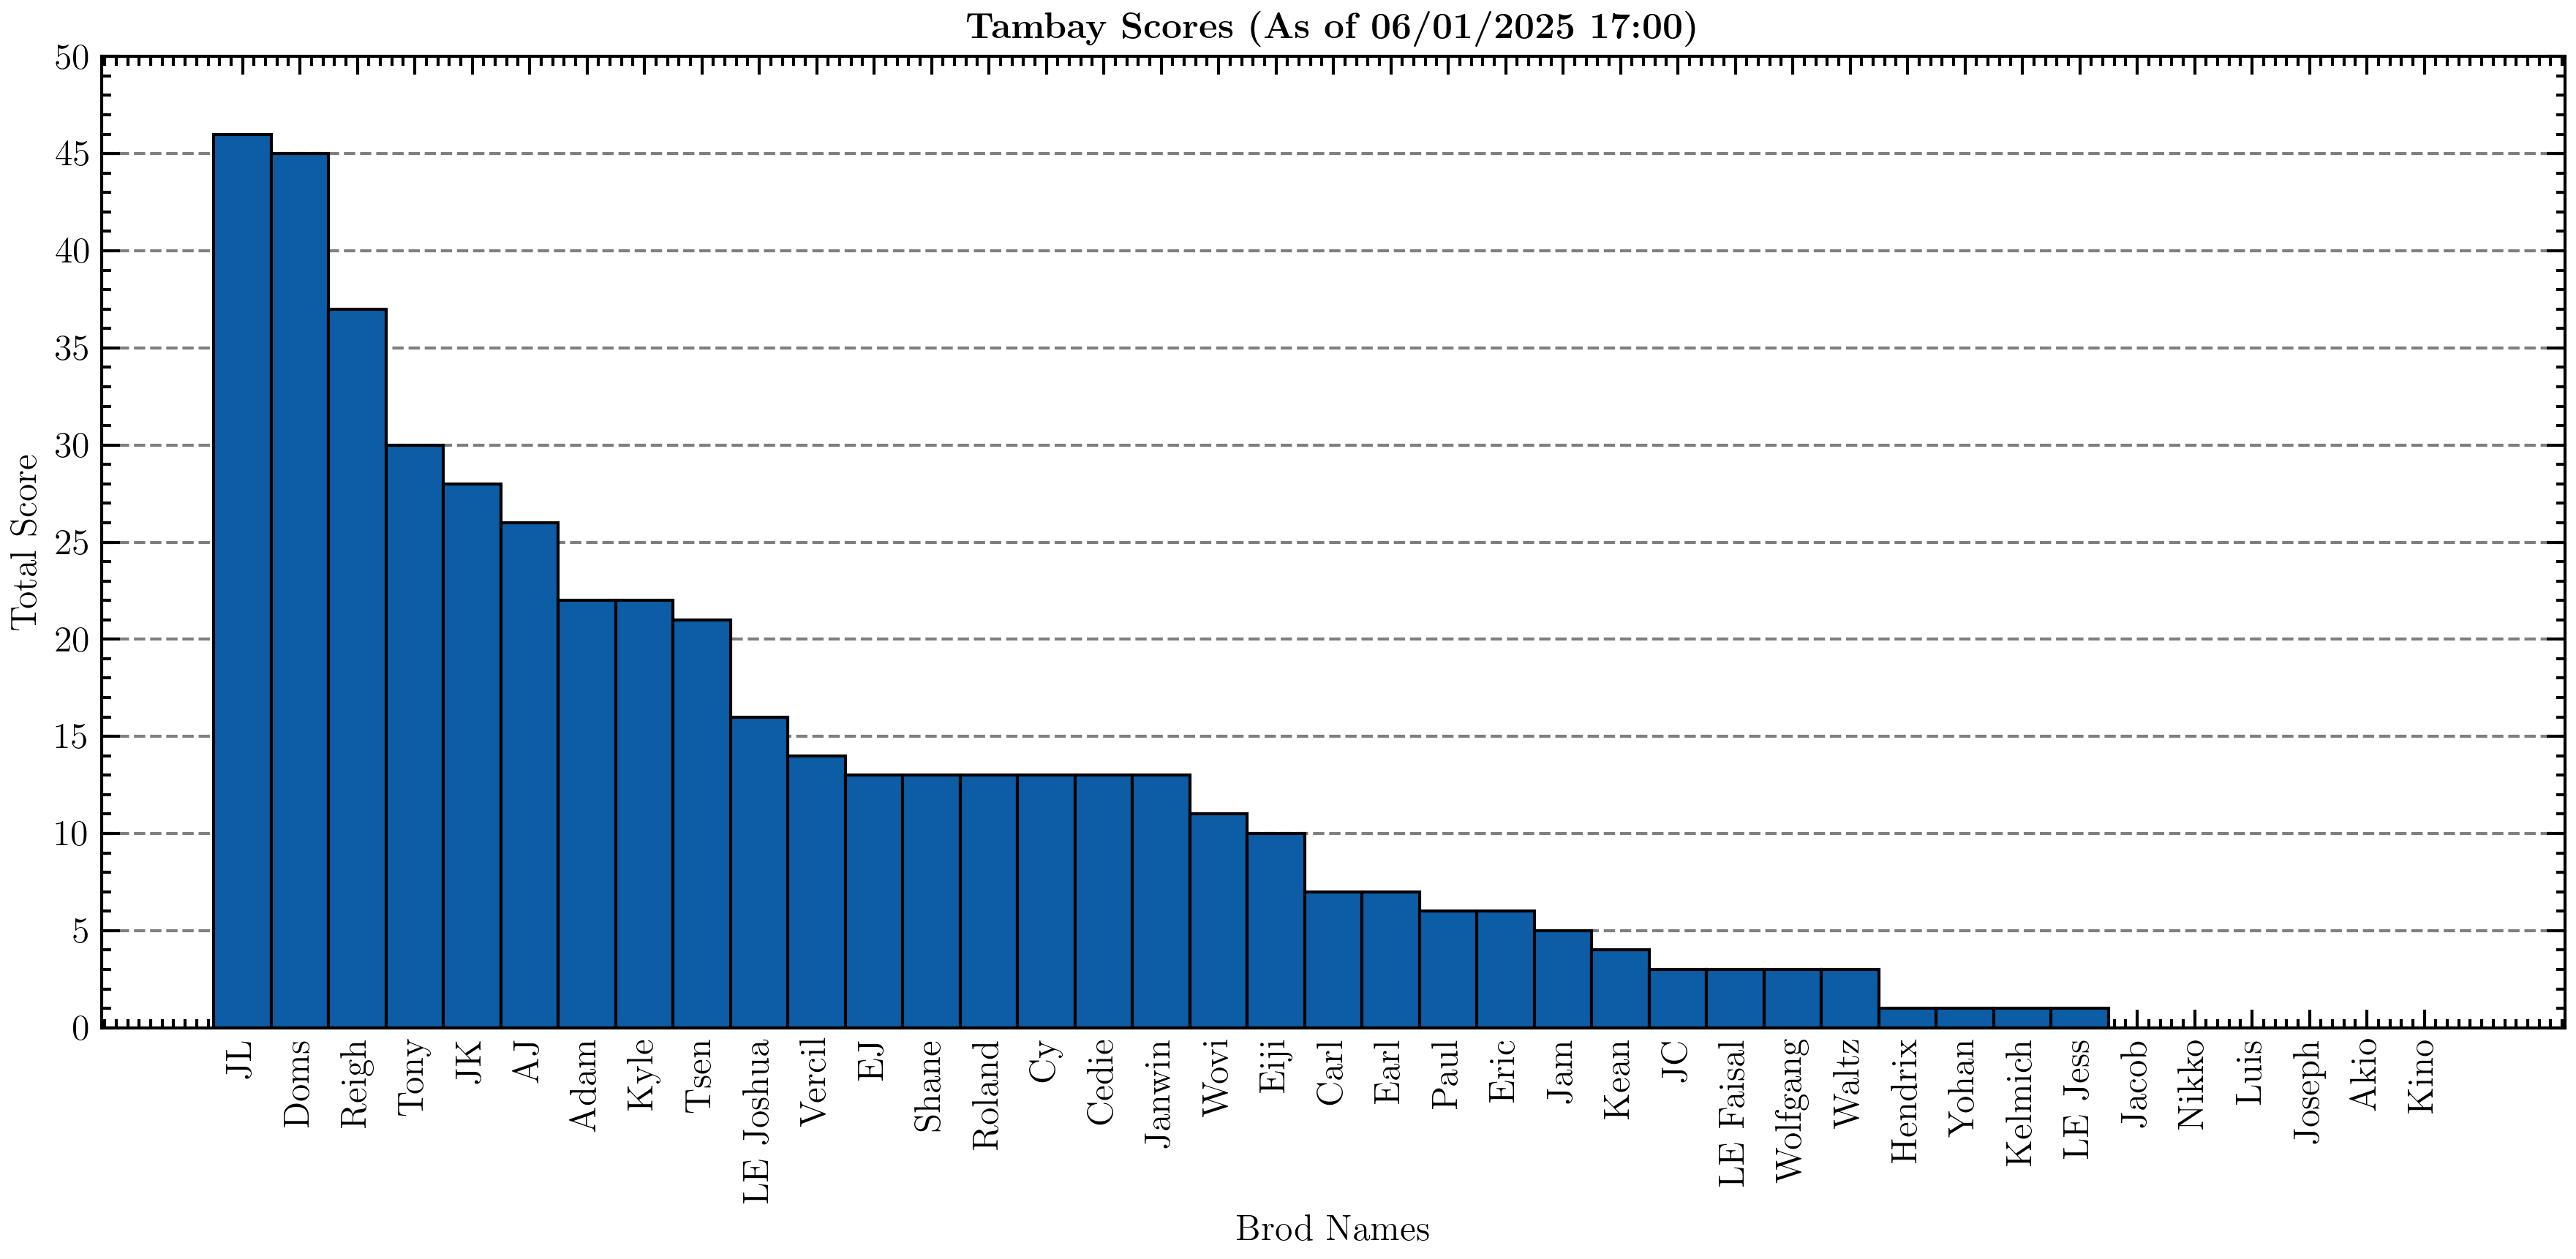 Tambay Scores (As of 06/01/2025 17:00)
50
45
40
35
30
25
20
15
10
5
0
Total Score
JL
Doms
Reigh
Tony
JK
AJ
Adam
Kyle
Tsen
LE Joshua
Vercil
EJ
Shane
Roland
Cy
Cedie
Janwin
Wovi
Eiji
Carl
Earl
Paul
Eric
Jam
Kean
JC
LE Faisal
Wolfgang
Waltz
Hendrix
Yohan
Kelmich
LE Jess
Jacob
Nikko
Luis
Joseph
Akio
Kino
Brod Names